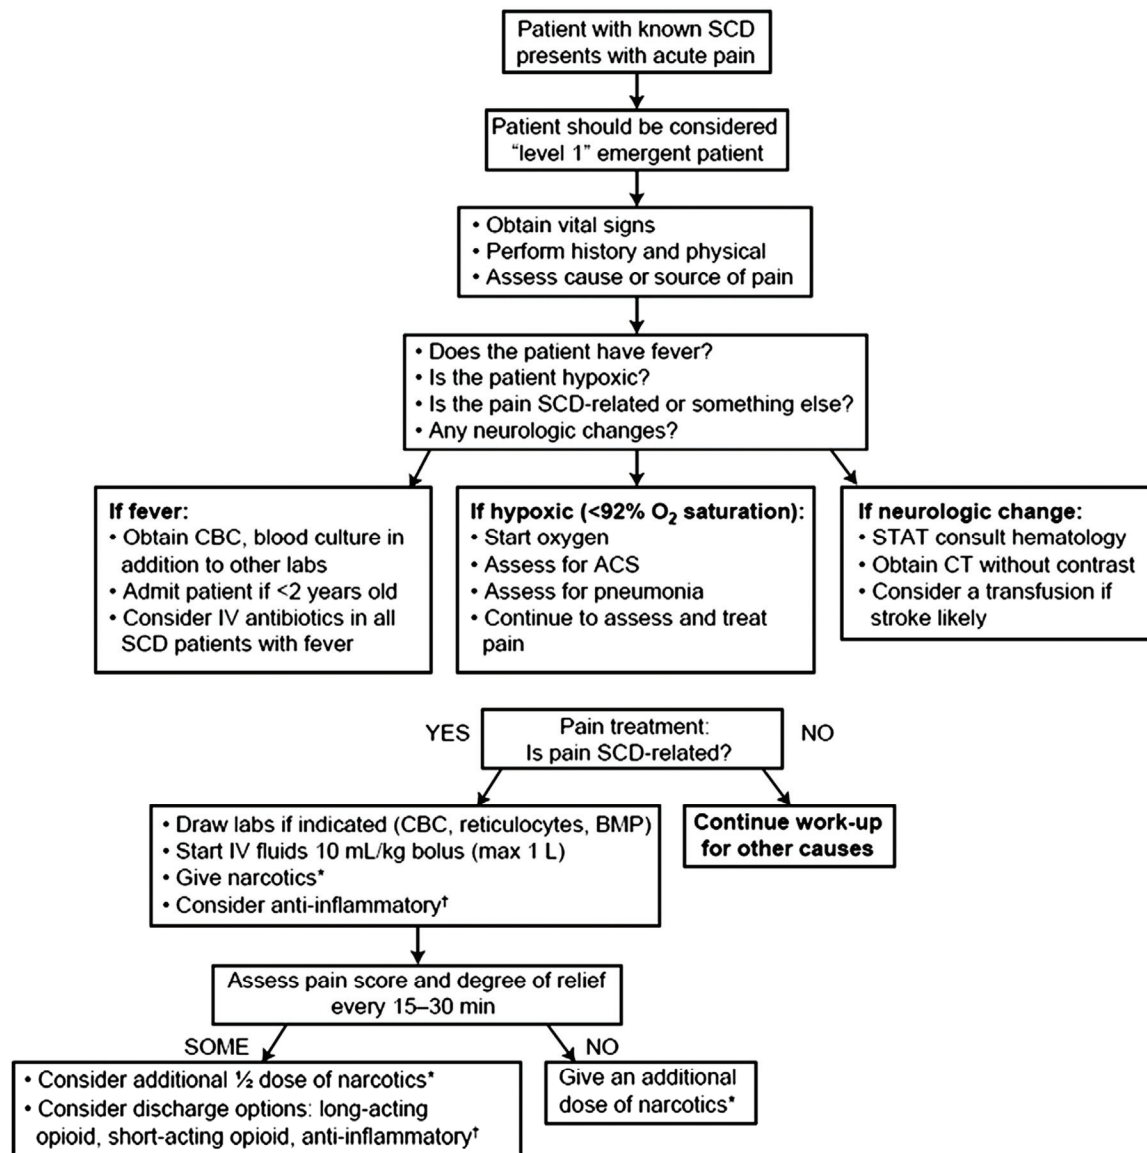 Patient with known SCD
presents with acute pain
Patient should be considered
“level 1” emergent patient
• Obtain vital signs
• Perform history and physical
• Assess cause or source of pain
• Does the patient have fever?
• Is the patient hypoxic?
• Is the pain SCD-related or something else?
• Any neurologic changes?
If fever:
• Obtain CBC, blood culture in
addition to other labs
• Admit patient if <2 years old
• Consider IV antibiotics in all
SCD patients with fever
If hypoxic (<92% O₂ saturation):
• Start oxygen
• Assess for ACS
• Assess for pneumonia
• Continue to assess and treat
pain
If neurologic change:
• STAT consult hematology
• Obtain CT without contrast
• Consider a transfusion if
stroke likely
YES
Pain treatment:
Is pain SCD-related?
NO
• Draw labs if indicated (CBC, reticulocytes, BMP)
• Start IV fluids 10 mL/kg bolus (max 1 L)
• Give narcotics*
• Consider anti-inflammatory†
Continue work-up
for other causes
Assess pain score and degree of relief
every 15–30 min
SOME
NO
• Consider additional ½ dose of narcotics*
• Consider discharge options: long-acting
opioid, short-acting opioid, anti-inflammatory†
Give an additional
dose of narcotics*